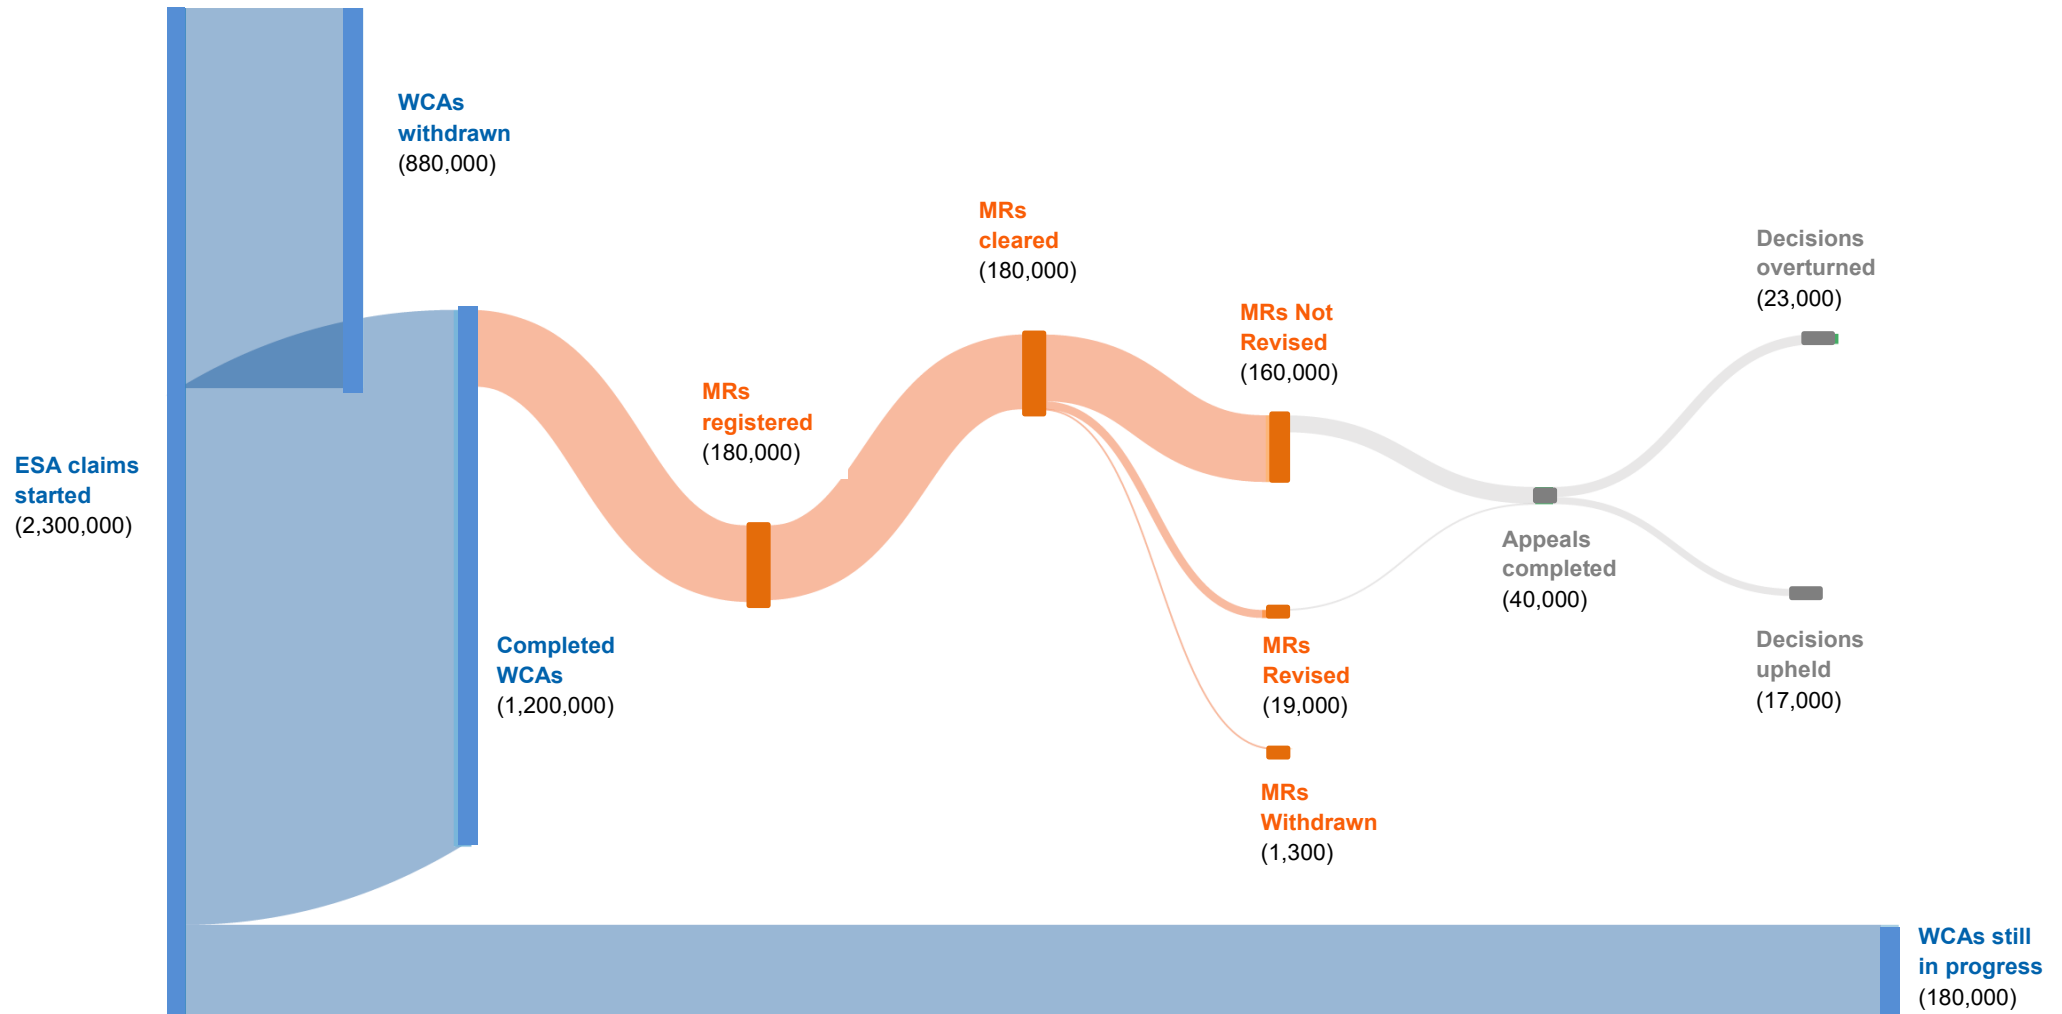 WCAs
withdrawn
(880,000)
MRs
cleared
(180,000)
Decisions
overturned
(23,000)
MRs Not
Revised
(160,000)
MRs
registered
(180,000)
ESA claims
started
(2,300,000)
Appeals
completed
(40,000)
Completed
WCAs
(1,200,000)
MRs
Revised
(19,000)
Decisions
upheld
(17,000)
MRs
Withdrawn
(1,300)
WCAs still
in progress
(180,000)